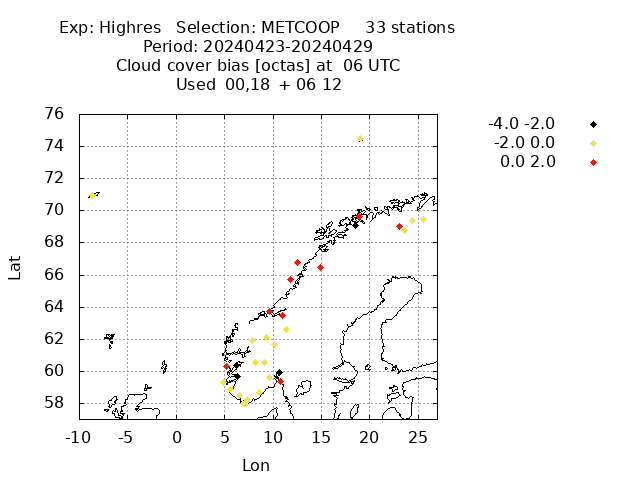 Exp: Highres Selection: METCOOP 33 stations
Period: 20240423-20240429
Cloud cover bias [octas] at 06 UTC
Used 00,18 + 06 12
-4.0 -2.0
-2.0 0.0
0.0 2.0
76
74
72
70
68
66
64
62
60
58
Lat
-10 -5 0 5 10 15 20 25
Lon